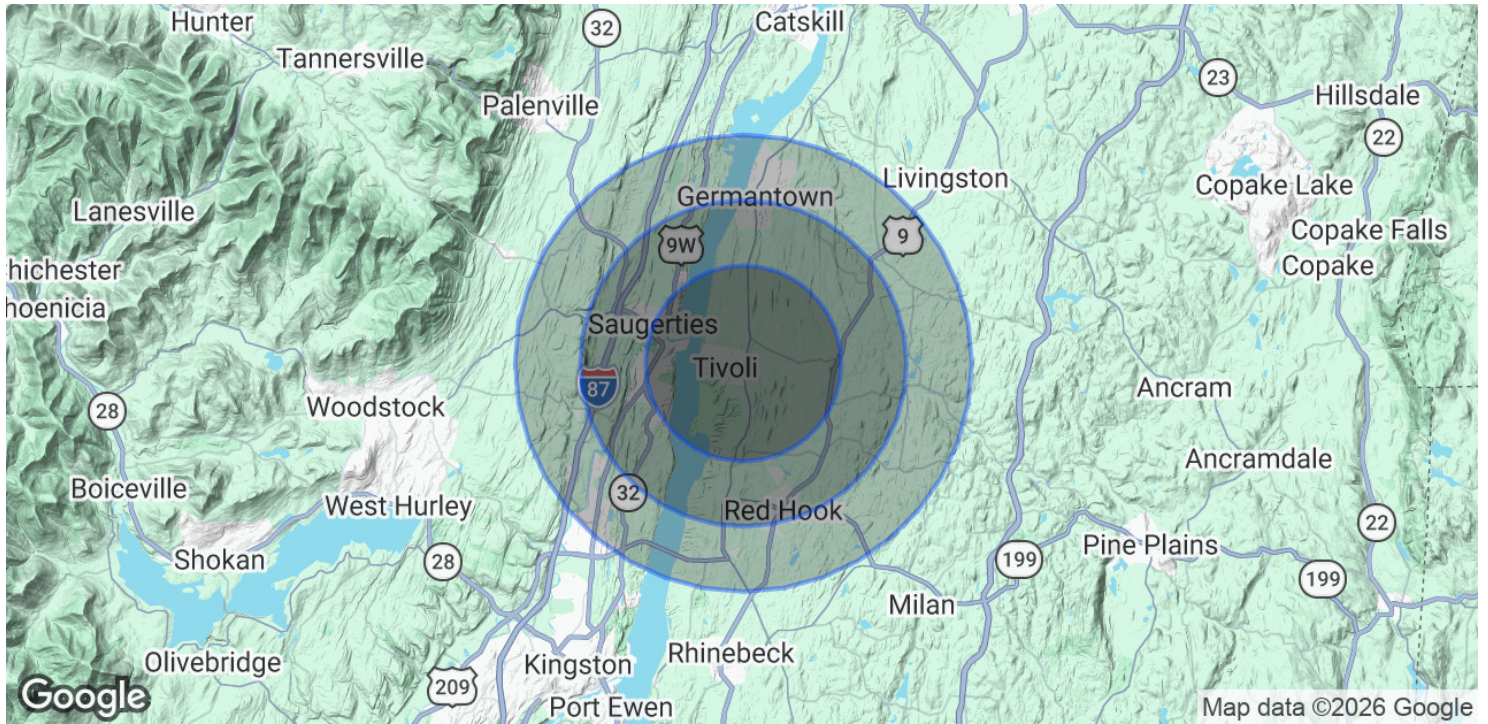 Hunter
32
Catskill
Tannersville
23
Palenville
Hillsdale
22
Livingston
Copake Lake
Germantown
Lanesville
9W
9
Copake Falls
Copake
hichester
hoenicia
Saugerties
Tivoli
87
Ancram
28
Woodstock
Ancramdale
Boiceville
32
West Hurley
Red Hook
22
Pine Plains
Shokan
28
199
199
Milan
Olivebridge
Kingston
Rhinebeck
209
Port Ewen
Google
Map data ©2026 Google